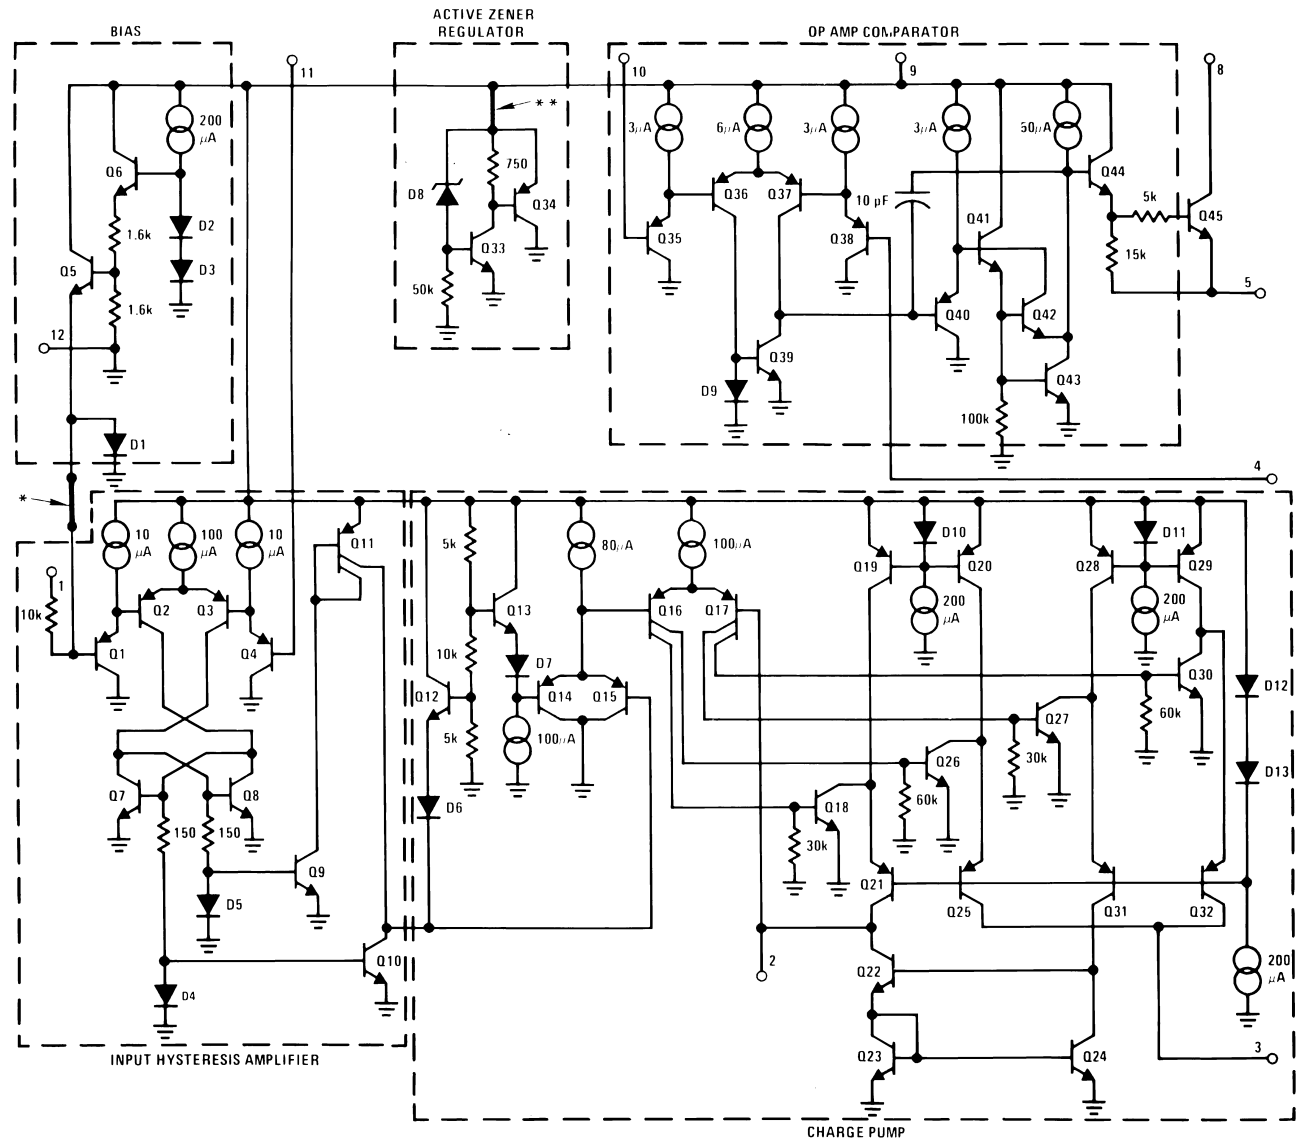 ACTIVE ZENER
REGULATOR
BIAS
OP AMP COMPARATOR
11
10
9
8
* *
200
μA
3μA
6μA
3μA
3μA
50μA
Q6
750
D8
Q34
Q36
Q37
10 pF
Q44
5k
Q45
1.6k
D2
Q5
D3
Q33
50k
Q35
Q38
Q41
15k
1.6k
5
12
Q40
Q42
Q39
D9
Q43
100k
D1
4
*
10
μA
100
μA
10
μA
Q11
5k
80μA
100μA
D10
D11
Q19
Q20
Q28
Q29
1
10k
Q2
Q3
Q13
Q16
Q17
200
μA
200
μA
Q1
Q4
10k
D7
Q30
Q12
Q14
Q15
D12
5k
100μA
60k
Q27
30k
Q26
D13
Q7
Q8
D6
Q18
60k
150
150
30k
Q9
Q21
D5
Q25
Q31
Q32
Q10
2
Q22
200
μA
D4
Q23
Q24
3
INPUT HYSTERESIS AMPLIFIER
CHARGE PUMP